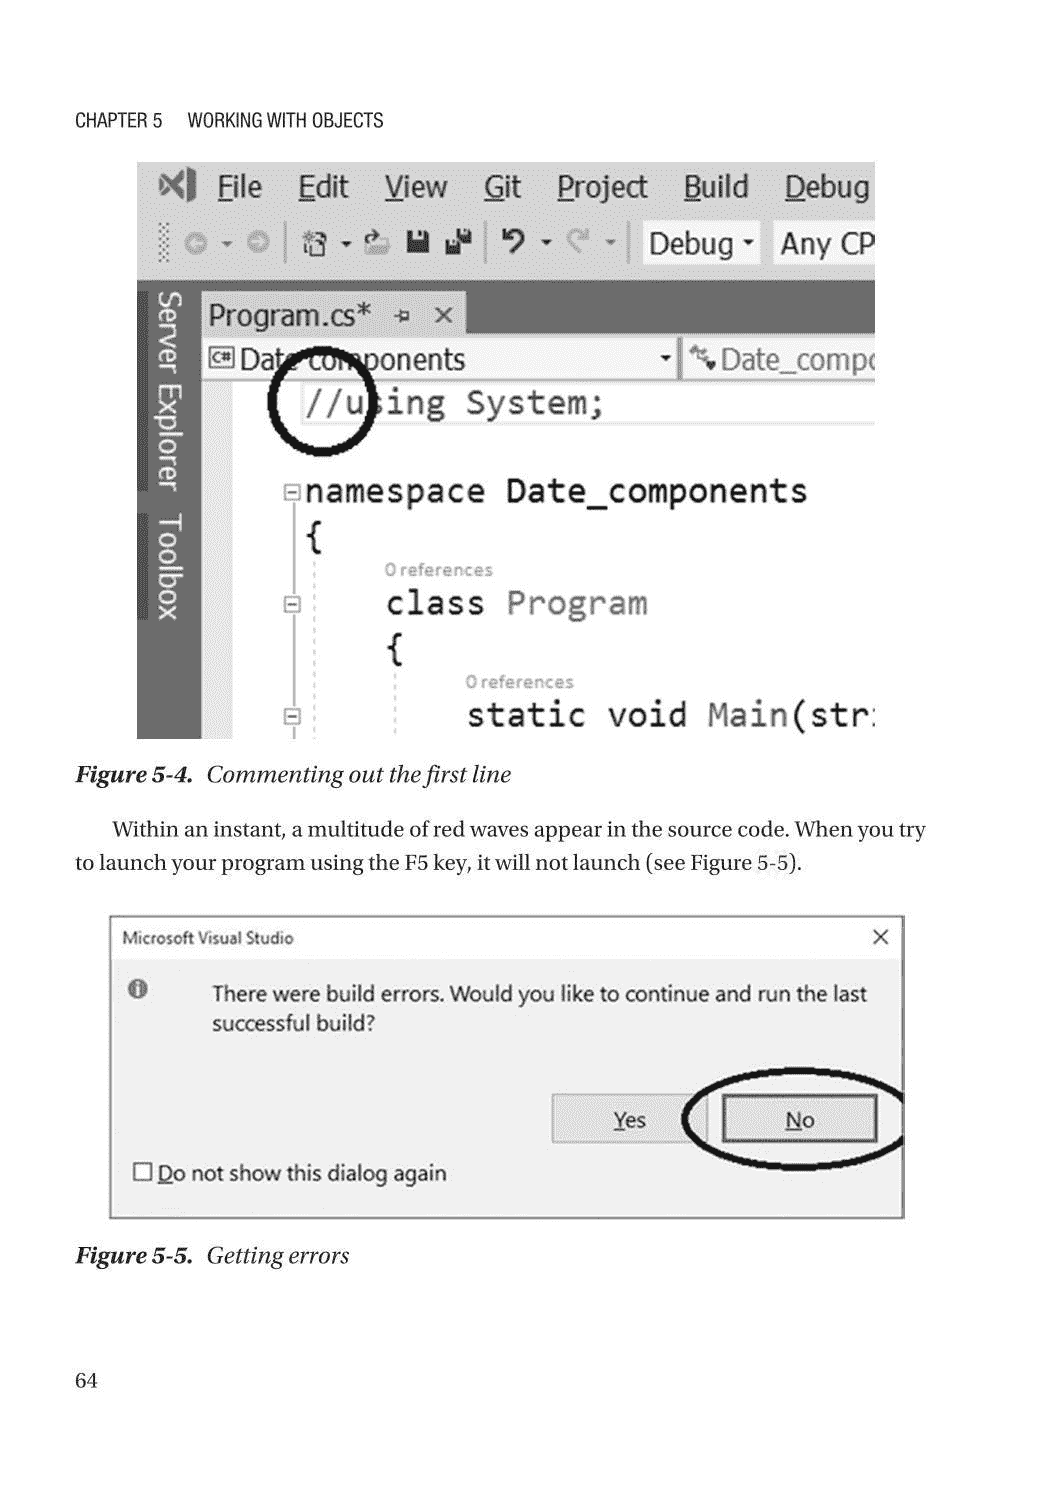 CHAPTER 5 WORKING WITH OBJECTS
File Edit View Git Project Build Debug
Debug Any CP
Server Explorer
Toolbox
Program.cs*
C# Date_components Date_compo
//using System;
namespace Date_components
{
0 references
class Program
{
0 references
static void Main(stri
Figure 5-4. Commenting out the first line
Within an instant, a multitude of red waves appear in the source code. When you try
to launch your program using the F5 key, it will not launch (see Figure 5-5).
Microsoft Visual Studio
There were build errors. Would you like to continue and run the last
successful build?
Yes No
Do not show this dialog again
Figure 5-5. Getting errors
64